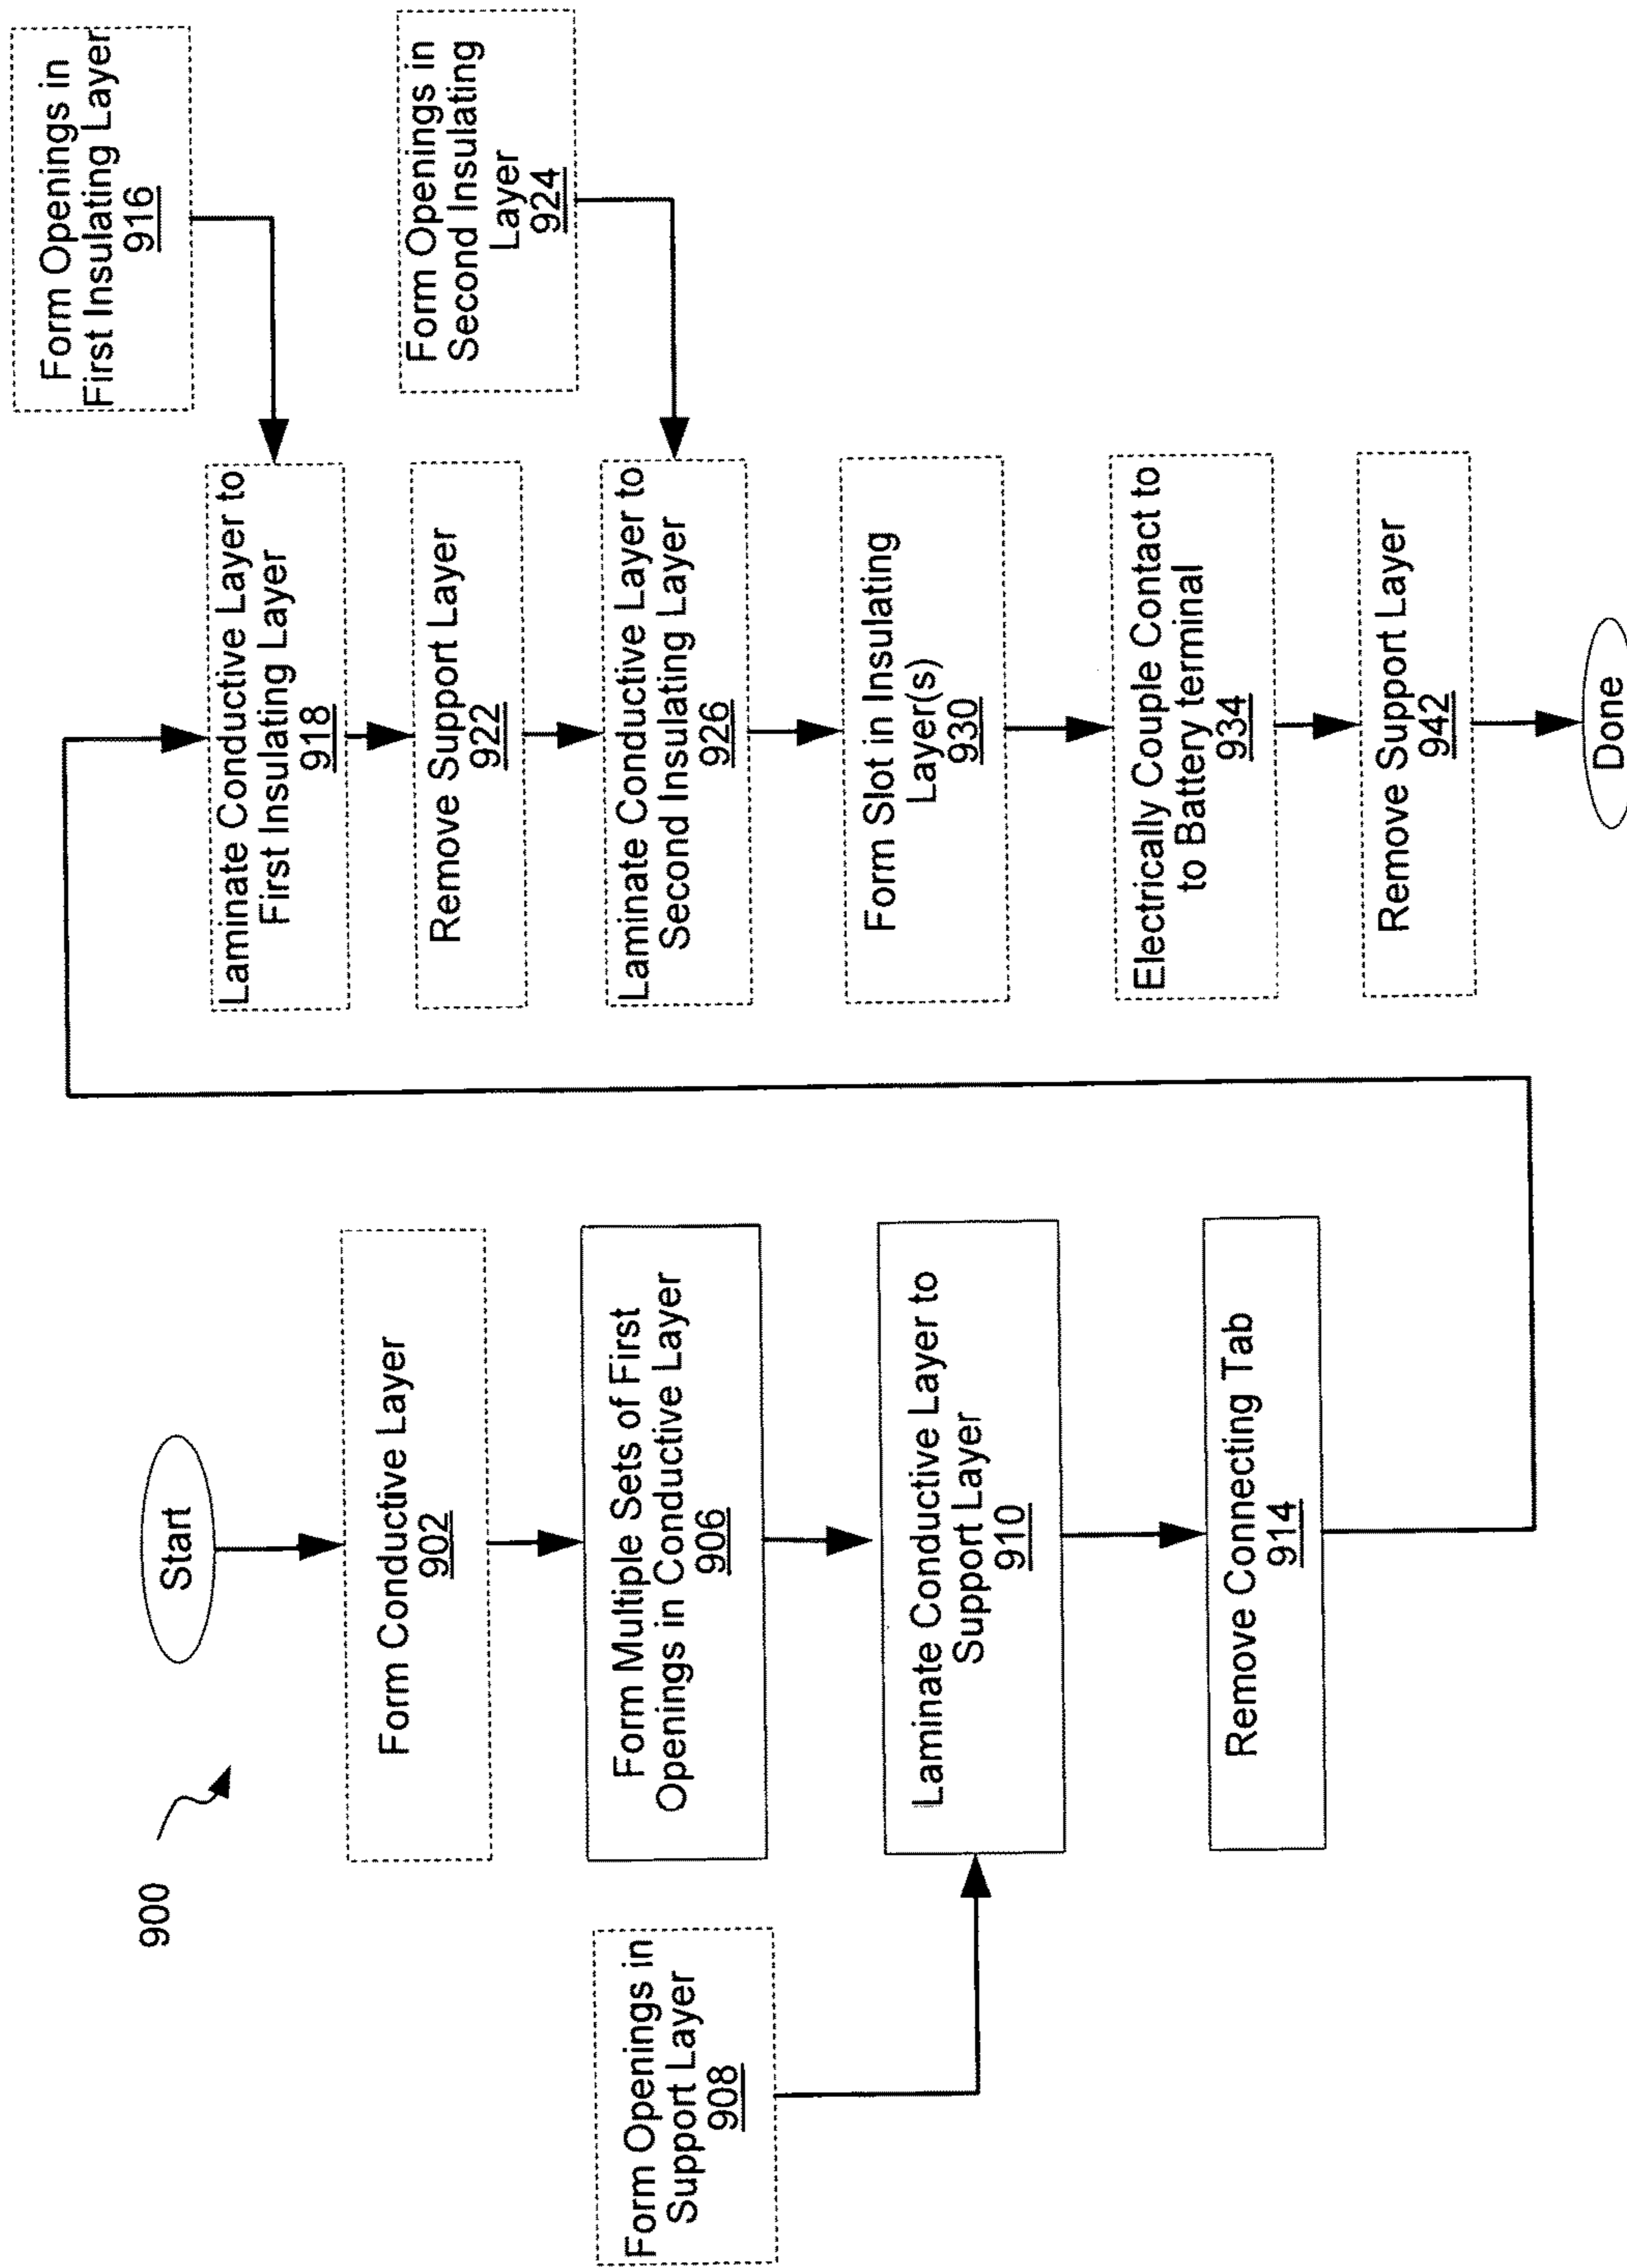 900
Start
Form Conductive Layer
902
Form Multiple Sets of First
Openings in Conductive Layer
906
Form Openings in
Support Layer
908
Laminate Conductive Layer to
Support Layer
910
Remove Connecting Tab
914
Form Openings in
First Insulating Layer
916
Laminate Conductive Layer to
First Insulating Layer
918
Remove Support Layer
922
Form Openings in
Second Insulating
Layer
924
Laminate Conductive Layer to
Second Insulating Layer
926
Form Slot in Insulating
Layer(s)
930
Electrically Couple Contact to
to Battery terminal
934
Remove Support Layer
942
Done